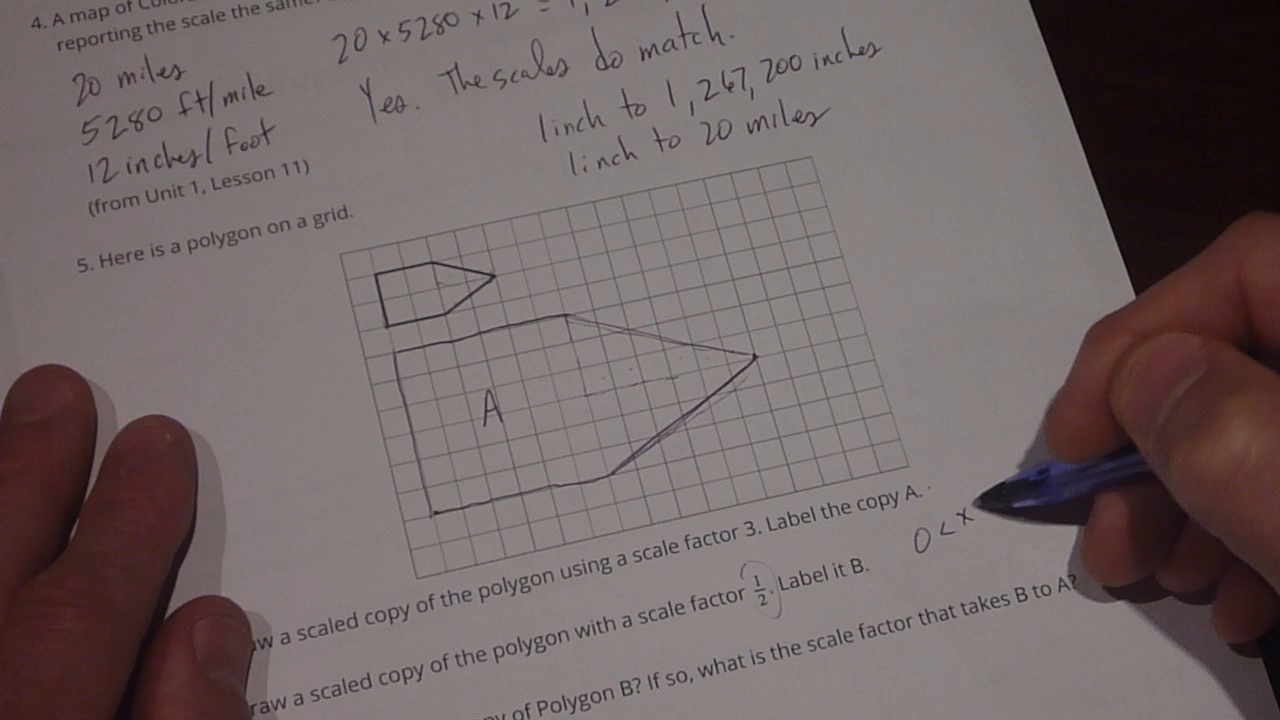 4. A map of
reporting the scale the
20 miles
20 x 5280 x 12 = 1,
5280 ft/mile
Yes. The scales do match.
12 inches/foot
1 inch to 1,267,200 inches
1 inch to 20 miles
(from Unit 1, Lesson 11)
5. Here is a polygon on a grid.
A
a scaled copy of the polygon using a scale factor 3. Label the copy A.
0 < x
a scaled copy of the polygon with a scale factor 1/2. Label it B.
of Polygon B? If so, what is the scale factor that takes B to A?